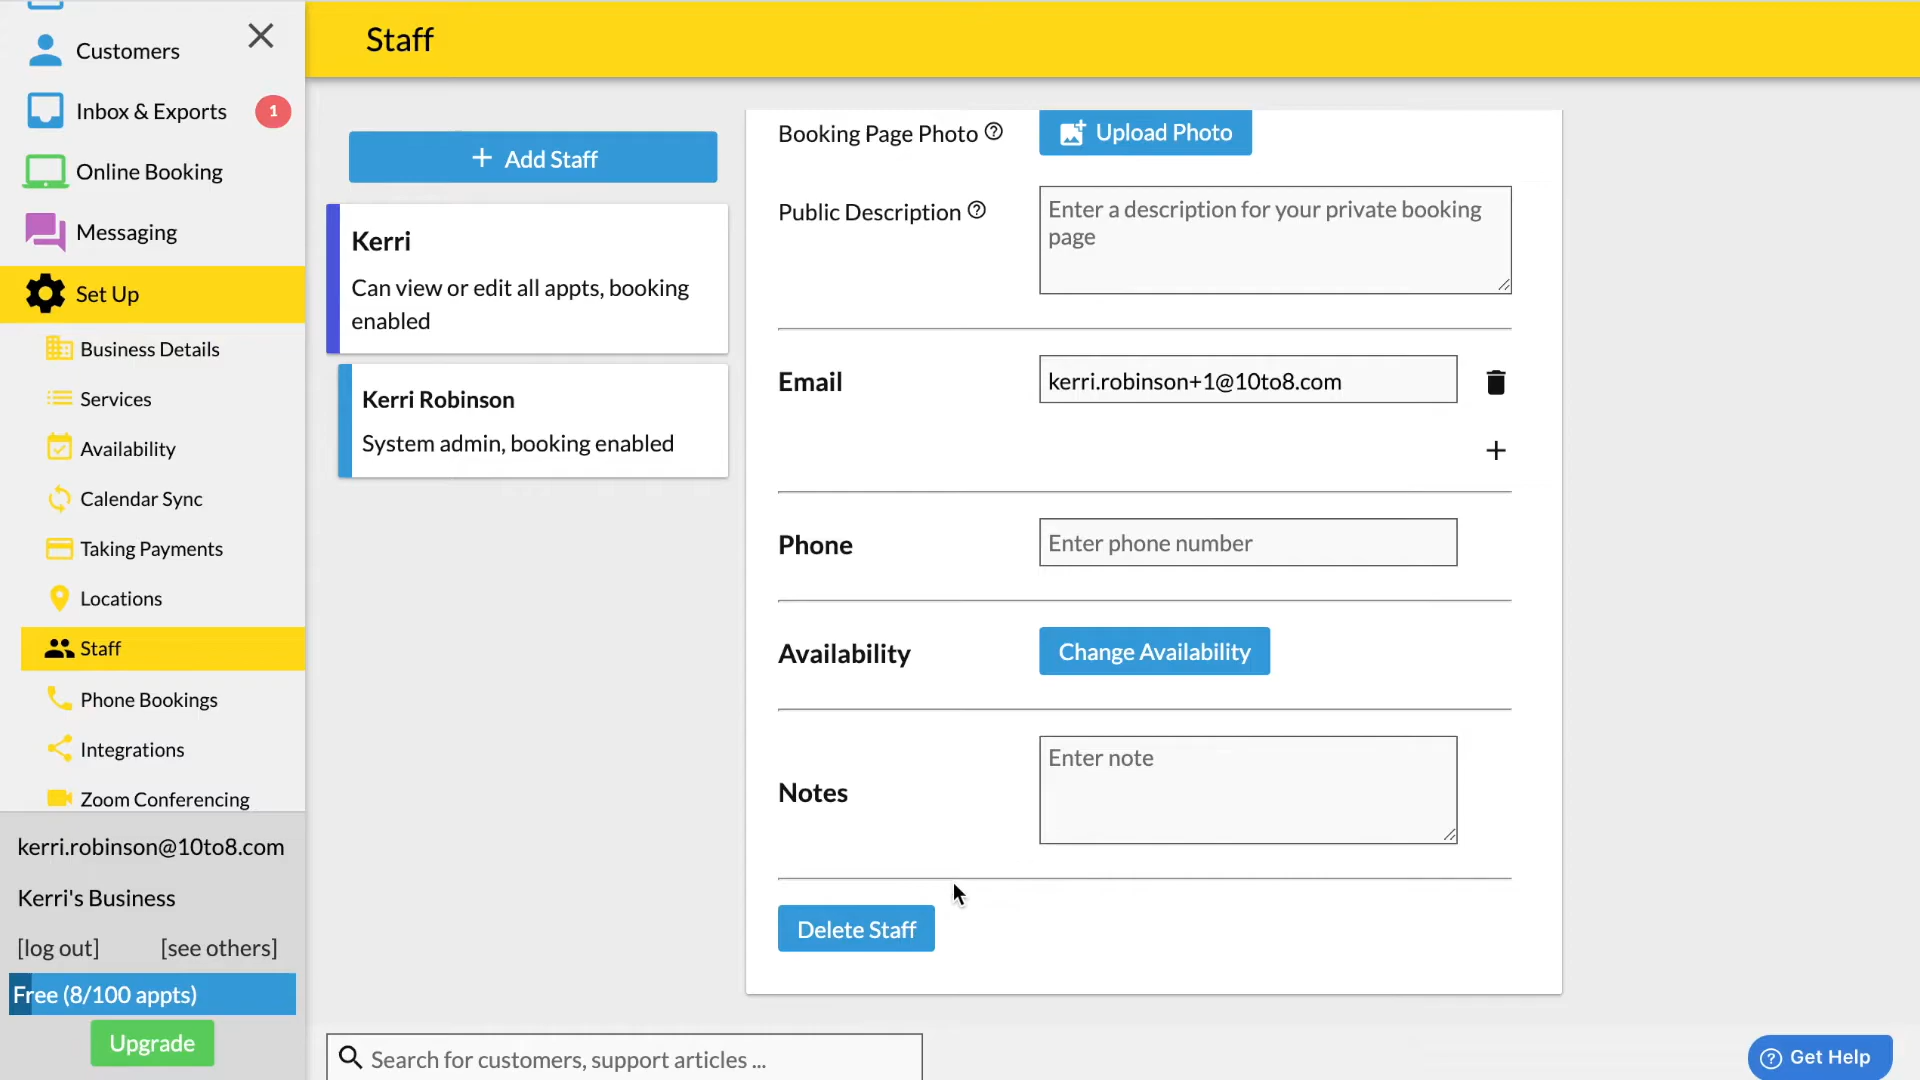 Customers
Inbox & Exports
1
Online Booking
Messaging
Set Up
Business Details
Services
Availability
Calendar Sync
Taking Payments
Locations
Staff
Phone Bookings
Integrations
Zoom Conferencing
kerri.robinson@10to8.com
Kerri's Business
[log out] [see others]
Free (8/100 appts)
Upgrade
Staff
+ Add Staff
Kerri
Can view or edit all appts, booking
enabled
Kerri Robinson
System admin, booking enabled
Booking Page Photo ?
Upload Photo
Public Description ?
Enter a description for your private booking
page
Email
kerri.robinson+1@10to8.com
+
Phone
Enter phone number
Availability
Change Availability
Notes
Enter note
Delete Staff
Search for customers, support articles ...
? Get Help